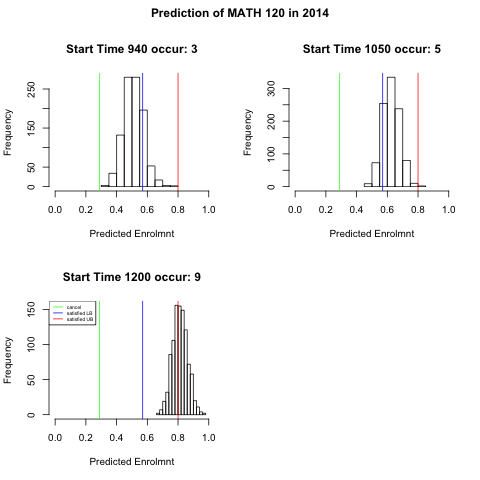 Prediction of MATH 120 in 2014
Start Time 940 occur: 3
Frequency
0
50
150
250
0.0 0.2 0.4 0.6 0.8 1.0
Predicted Enrolmnt
Start Time 1050 occur: 5
Frequency
0
100
200
300
0.0 0.2 0.4 0.6 0.8 1.0
Predicted Enrolmnt
Start Time 1200 occur: 9
cancel
satisfied LB
satisfied UB
Frequency
0
50
100
150
0.0 0.2 0.4 0.6 0.8 1.0
Predicted Enrolmnt